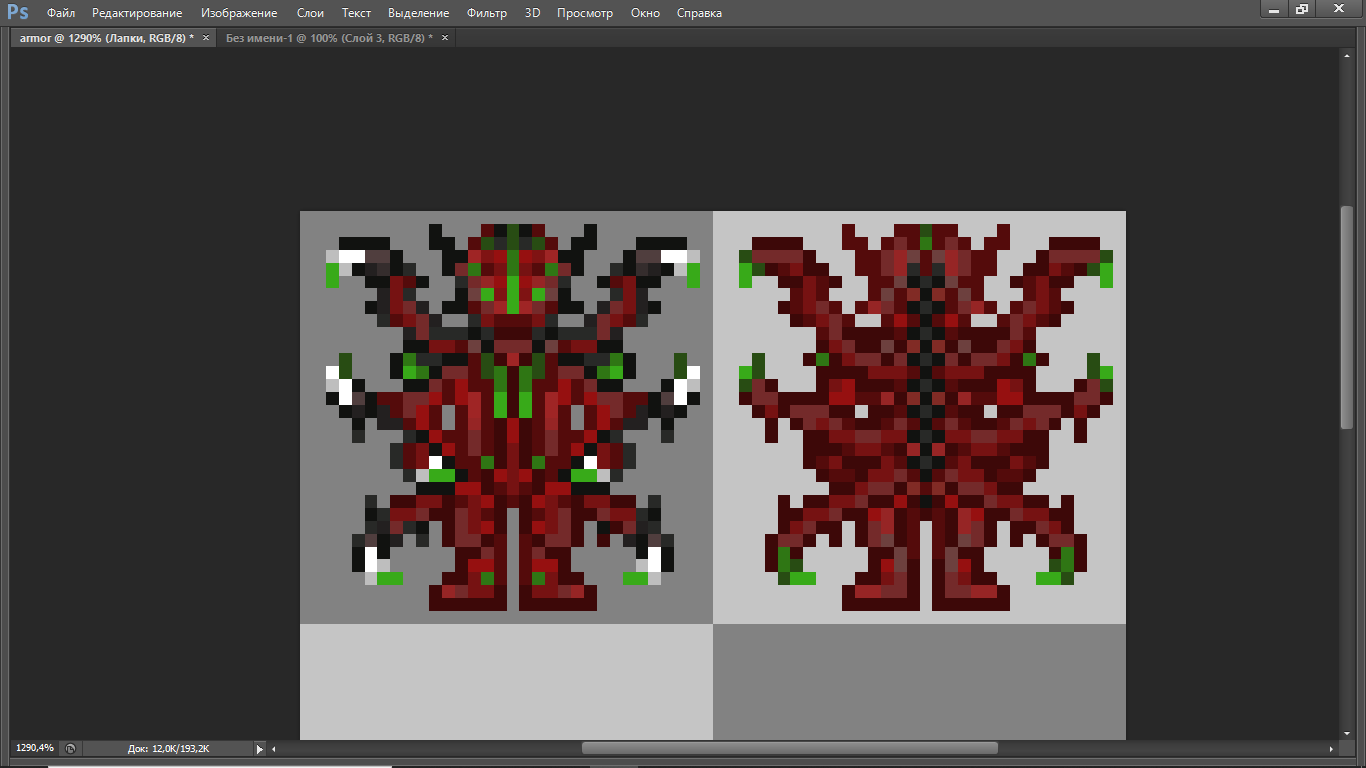 Ps Файл Редактирование Изображение Слои Текст Выделение Фильтр 3D Просмотр Окно Справка
armor @ 1290% (Лапки, RGB/8) * × Без имени-1 @ 100% (Слой 3, RGB/8) * ×
1290,4% Док: 12,0K/193,2K